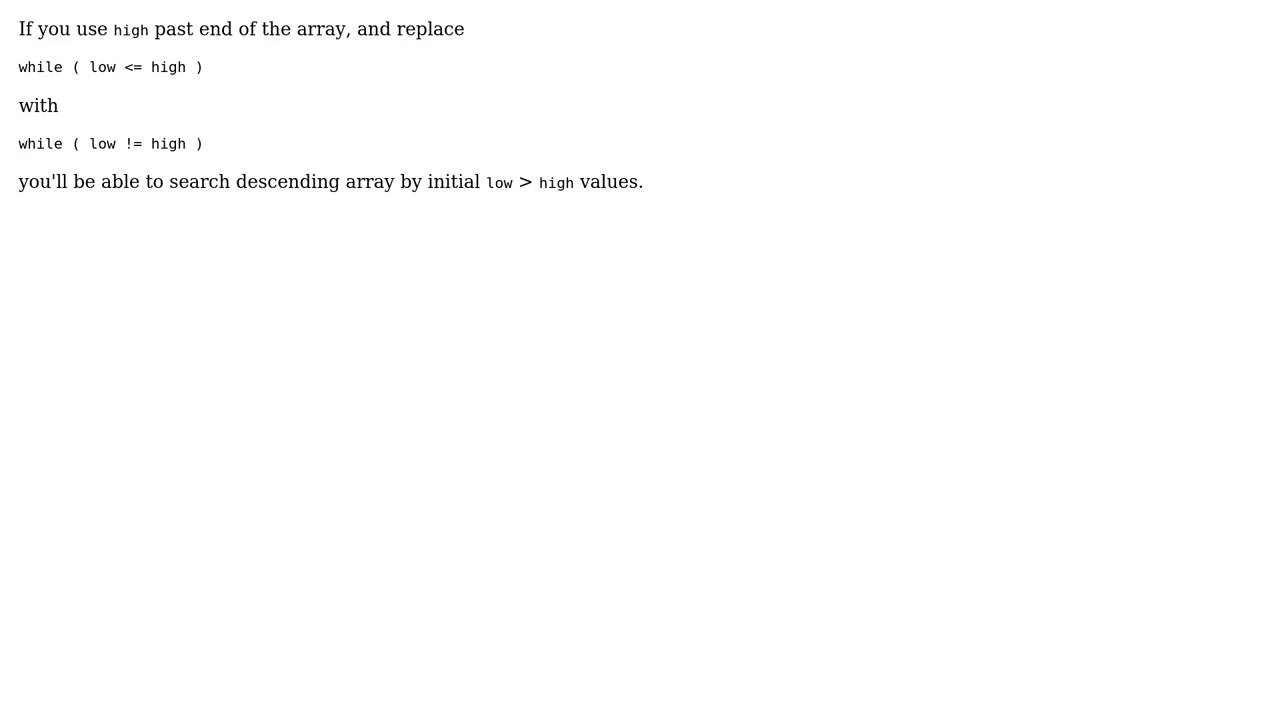 If you use high past end of the array, and replace
while ( low <= high )
with
while ( low != high )
you'll be able to search descending array by initial low > high values.